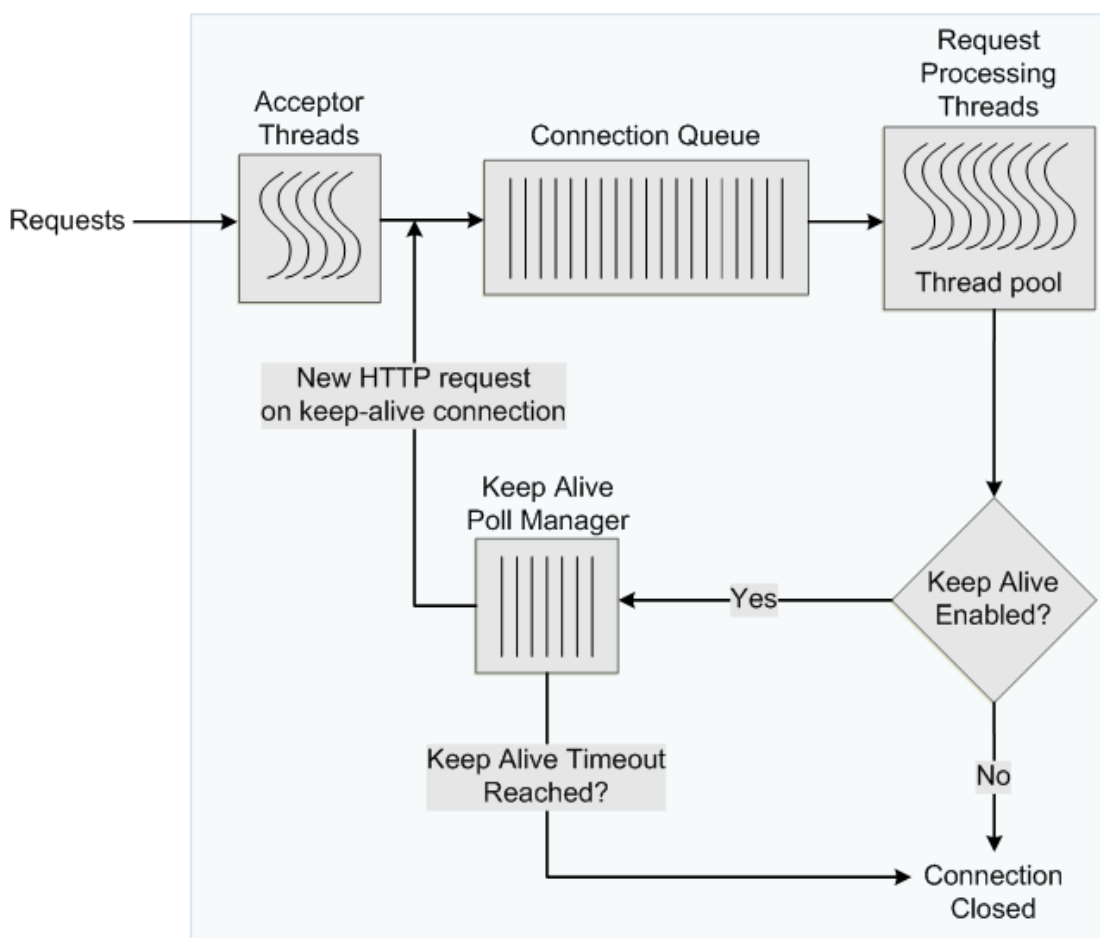 Request
Processing
Threads
Acceptor
Threads
Connection Queue
Requests
Thread pool
New HTTP request
on keep-alive connection
Keep Alive
Poll Manager
Keep Alive
Enabled?
Yes
Keep Alive Timeout
Reached?
No
Connection
Closed